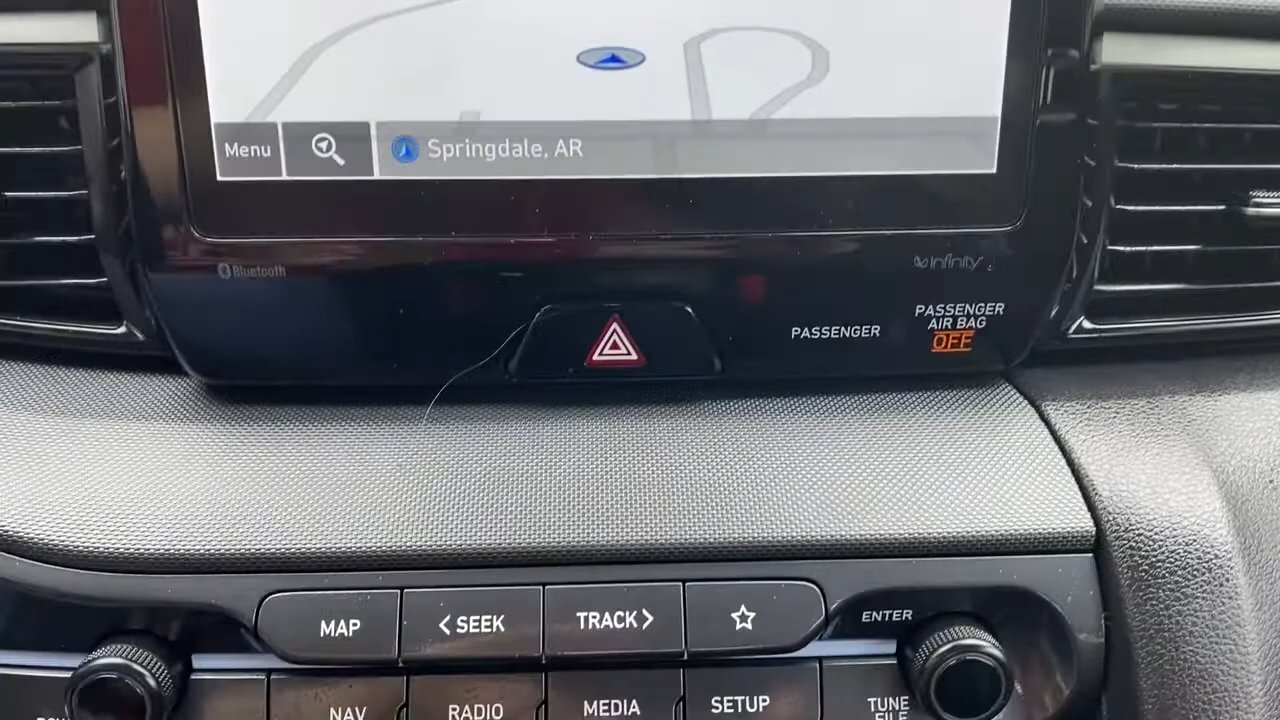 Menu
Springdale, AR
Bluetooth
Infinity
PASSENGER
PASSENGER
AIR BAG
OFF
MAP
< SEEK
TRACK >
ENTER
NAV
RADIO
MEDIA
SETUP
TUNE
FILE